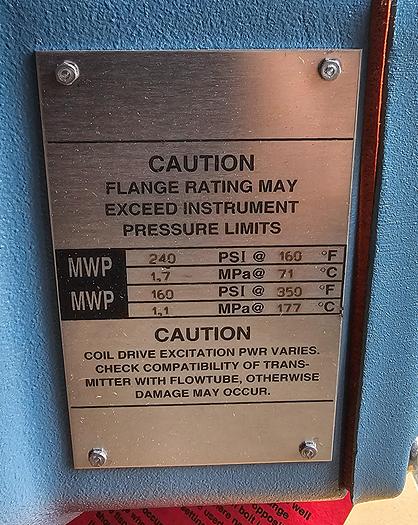 CAUTION
FLANGE RATING MAY
EXCEED INSTRUMENT
PRESSURE LIMITS
MWP 240 PSI @ 160 °F
1,7 MPa @ 71 °C
MWP 160 PSI @ 350 °F
1,1 MPa @ 177 °C
CAUTION
COIL DRIVE EXCITATION PWR VARIES.
CHECK COMPATIBILITY OF TRANS-
MITTER WITH FLOWTUBE, OTHERWISE
DAMAGE MAY OCCUR.